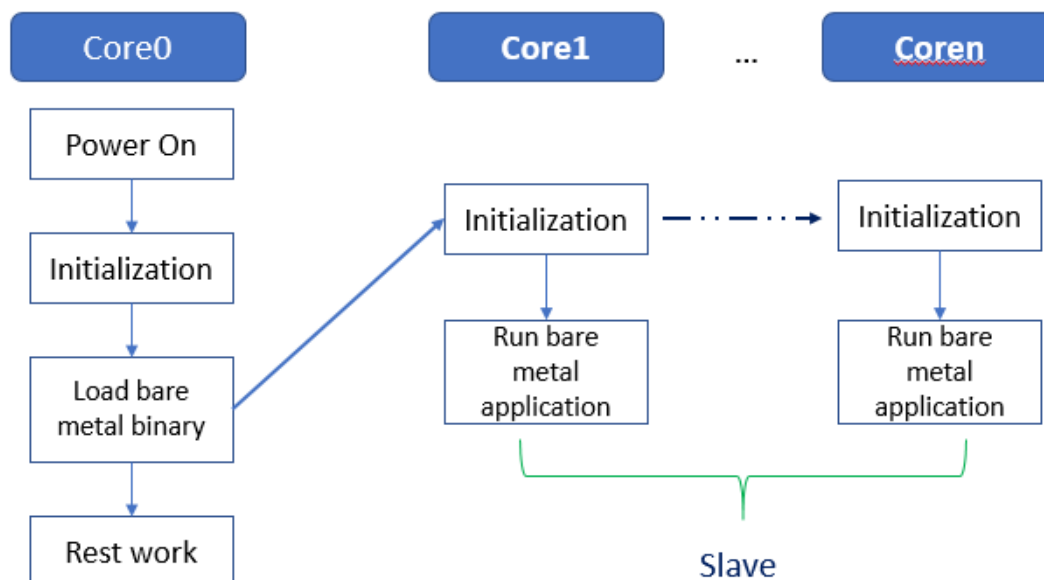 Core0
Core1
...
Coren
Power On
Initialization
Load bare
metal binary
Rest work
Initialization
Run bare
metal
application
Initialization
Run bare
metal
application
Slave